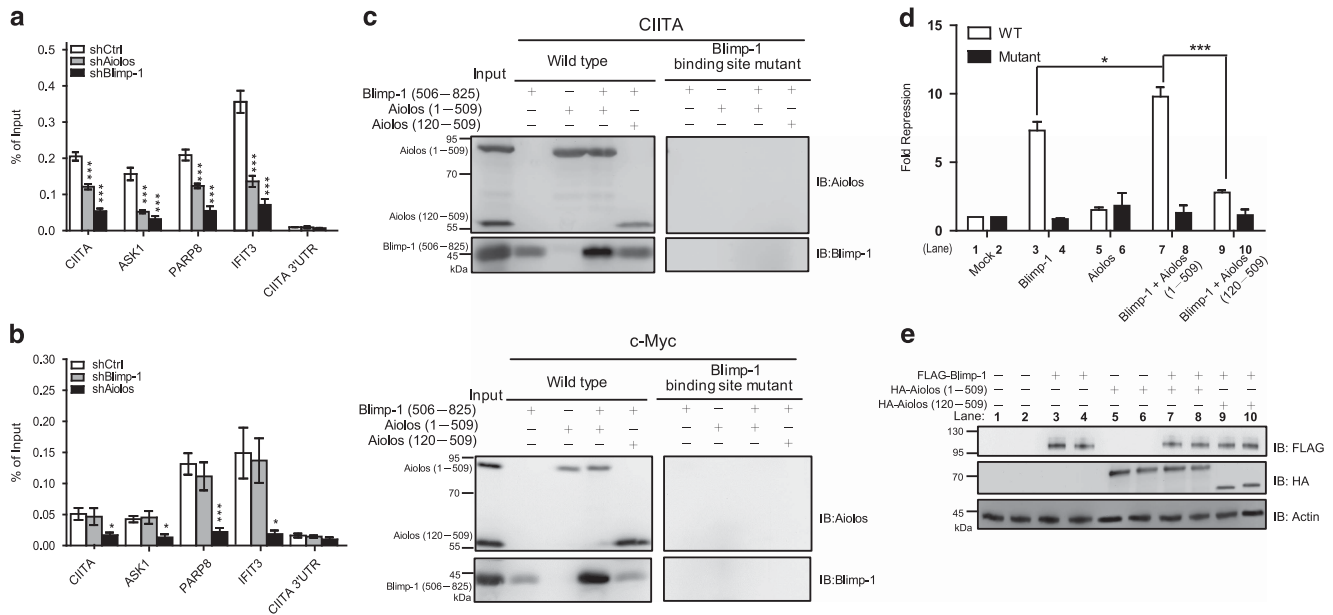 a
shCtrl
shAiolos
shBlimp-1
% of Input
0.5
0.4
0.3
0.2
0.1
0.0
*** *** *** *** *** *** *** ***
CIITA
ASK1
PARP8
IFIT3
CIITA 3'UTR
b
shCtrl
shBlimp-1
shAiolos
% of Input
0.30
0.25
0.20
0.15
0.10
0.05
0.00
* * *** *
CIITA
ASK1
PARP8
IFIT3
CIITA 3'UTR
c
CIITA
Input
Wild type
Blimp-1
binding site mutant
Blimp-1 (506–825) + − + + + − + +
Aiolos (1–509) − + + − − + + −
Aiolos (120–509) − − − + − − − +
95
Aiolos (1–509)
70
Aiolos (120–509)
55
IB:Aiolos
Blimp-1 (506–825)
45
kDa
IB:Blimp-1
c-Myc
Input
Wild type
Blimp-1
binding site mutant
Blimp-1 (506–825) + − + + + − + +
Aiolos (1–509) − + + − − + + −
Aiolos (120–509) − − − + − − − +
95
Aiolos (1–509)
70
Aiolos (120–509)
55
IB:Aiolos
45
Blimp-1 (506–825)
kDa
IB:Blimp-1
d
WT
Mutant
Fold Repression
20
15
10
5
0
*
***
(Lane) 1 2 3 4 5 6 7 8 9 10
Mock
Blimp-1
Aiolos
Blimp-1 + Aiolos
(1–509)
Blimp-1 + Aiolos
(120–509)
e
FLAG-Blimp-1 − − + + − − + + + +
HA-Aiolos (1–509) − − − − + + + + − −
HA-Aiolos (120–509) − − − − − − − − + +
Lane: 1 2 3 4 5 6 7 8 9 10
130
95
IB: FLAG
70
IB: HA
45
kDa
IB: Actin